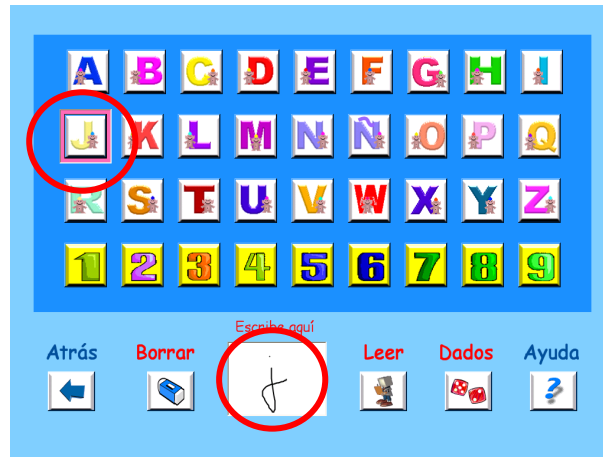 A B C D E F G H I
J K L M N Ñ O P Q
R S T U V W X Y Z
1 2 3 4 5 6 7 8 9
Escribe aquí
Atrás Borrar Leer Dados Ayuda
j
?